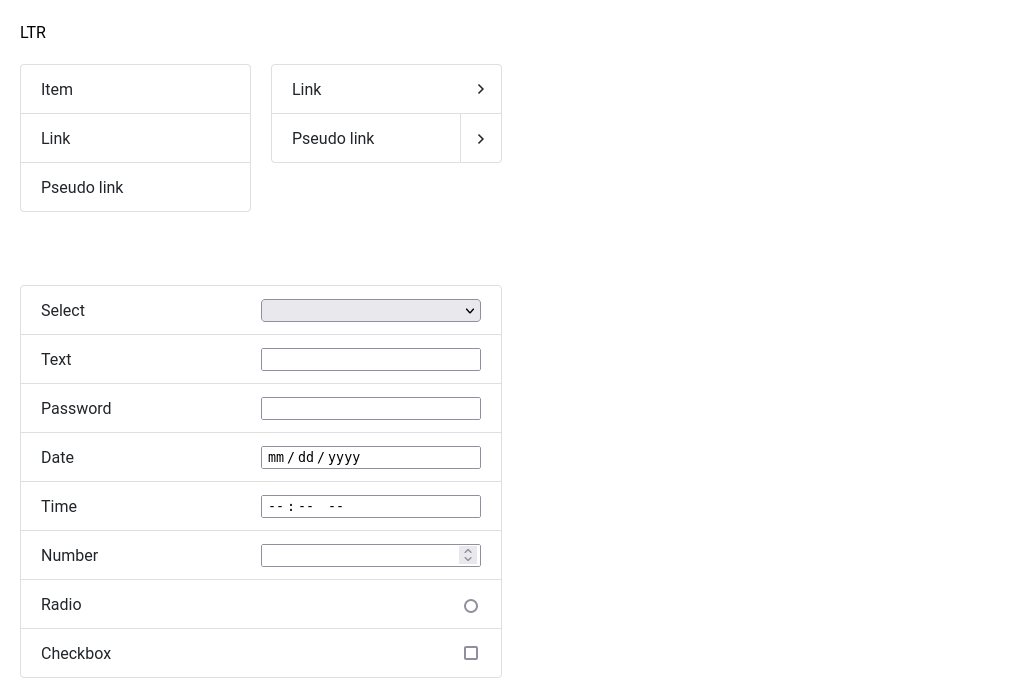 LTR
Item
Link
Pseudo link
Link
Pseudo link
Select
Text
Password
Date mm/dd/yyyy
Time --:-- --
Number
Radio
Checkbox